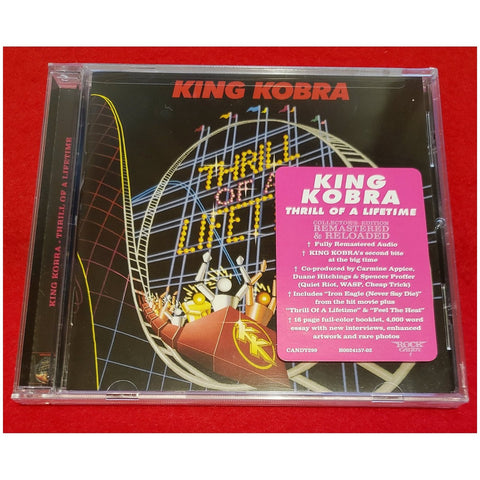 KING KOBRA - THRILL OF A LIFETIME
KING KOBRA
THRILL
OF A
LIFET
KK
KING
KOBRA
THRILL OF A LIFETIME
COLLECTOR'S EDITION
REMASTERED
& RELOADED
† Fully Remastered Audio
† KING KOBRA's second bite
at the big time
† Co-produced by Carmine Appice,
Duane Hitchings & Spencer Proffer
(Quiet Riot, WASP, Cheap Trick)
† Includes "Iron Eagle (Never Say Die)"
from the hit movie plus
"Thrill Of A Lifetime" & "Feel The Heat"
† 16 page full-color booklet, 4,000 word
essay with new interviews, enhanced
artwork and rare photos
CANDY290
ROCK
CANDY